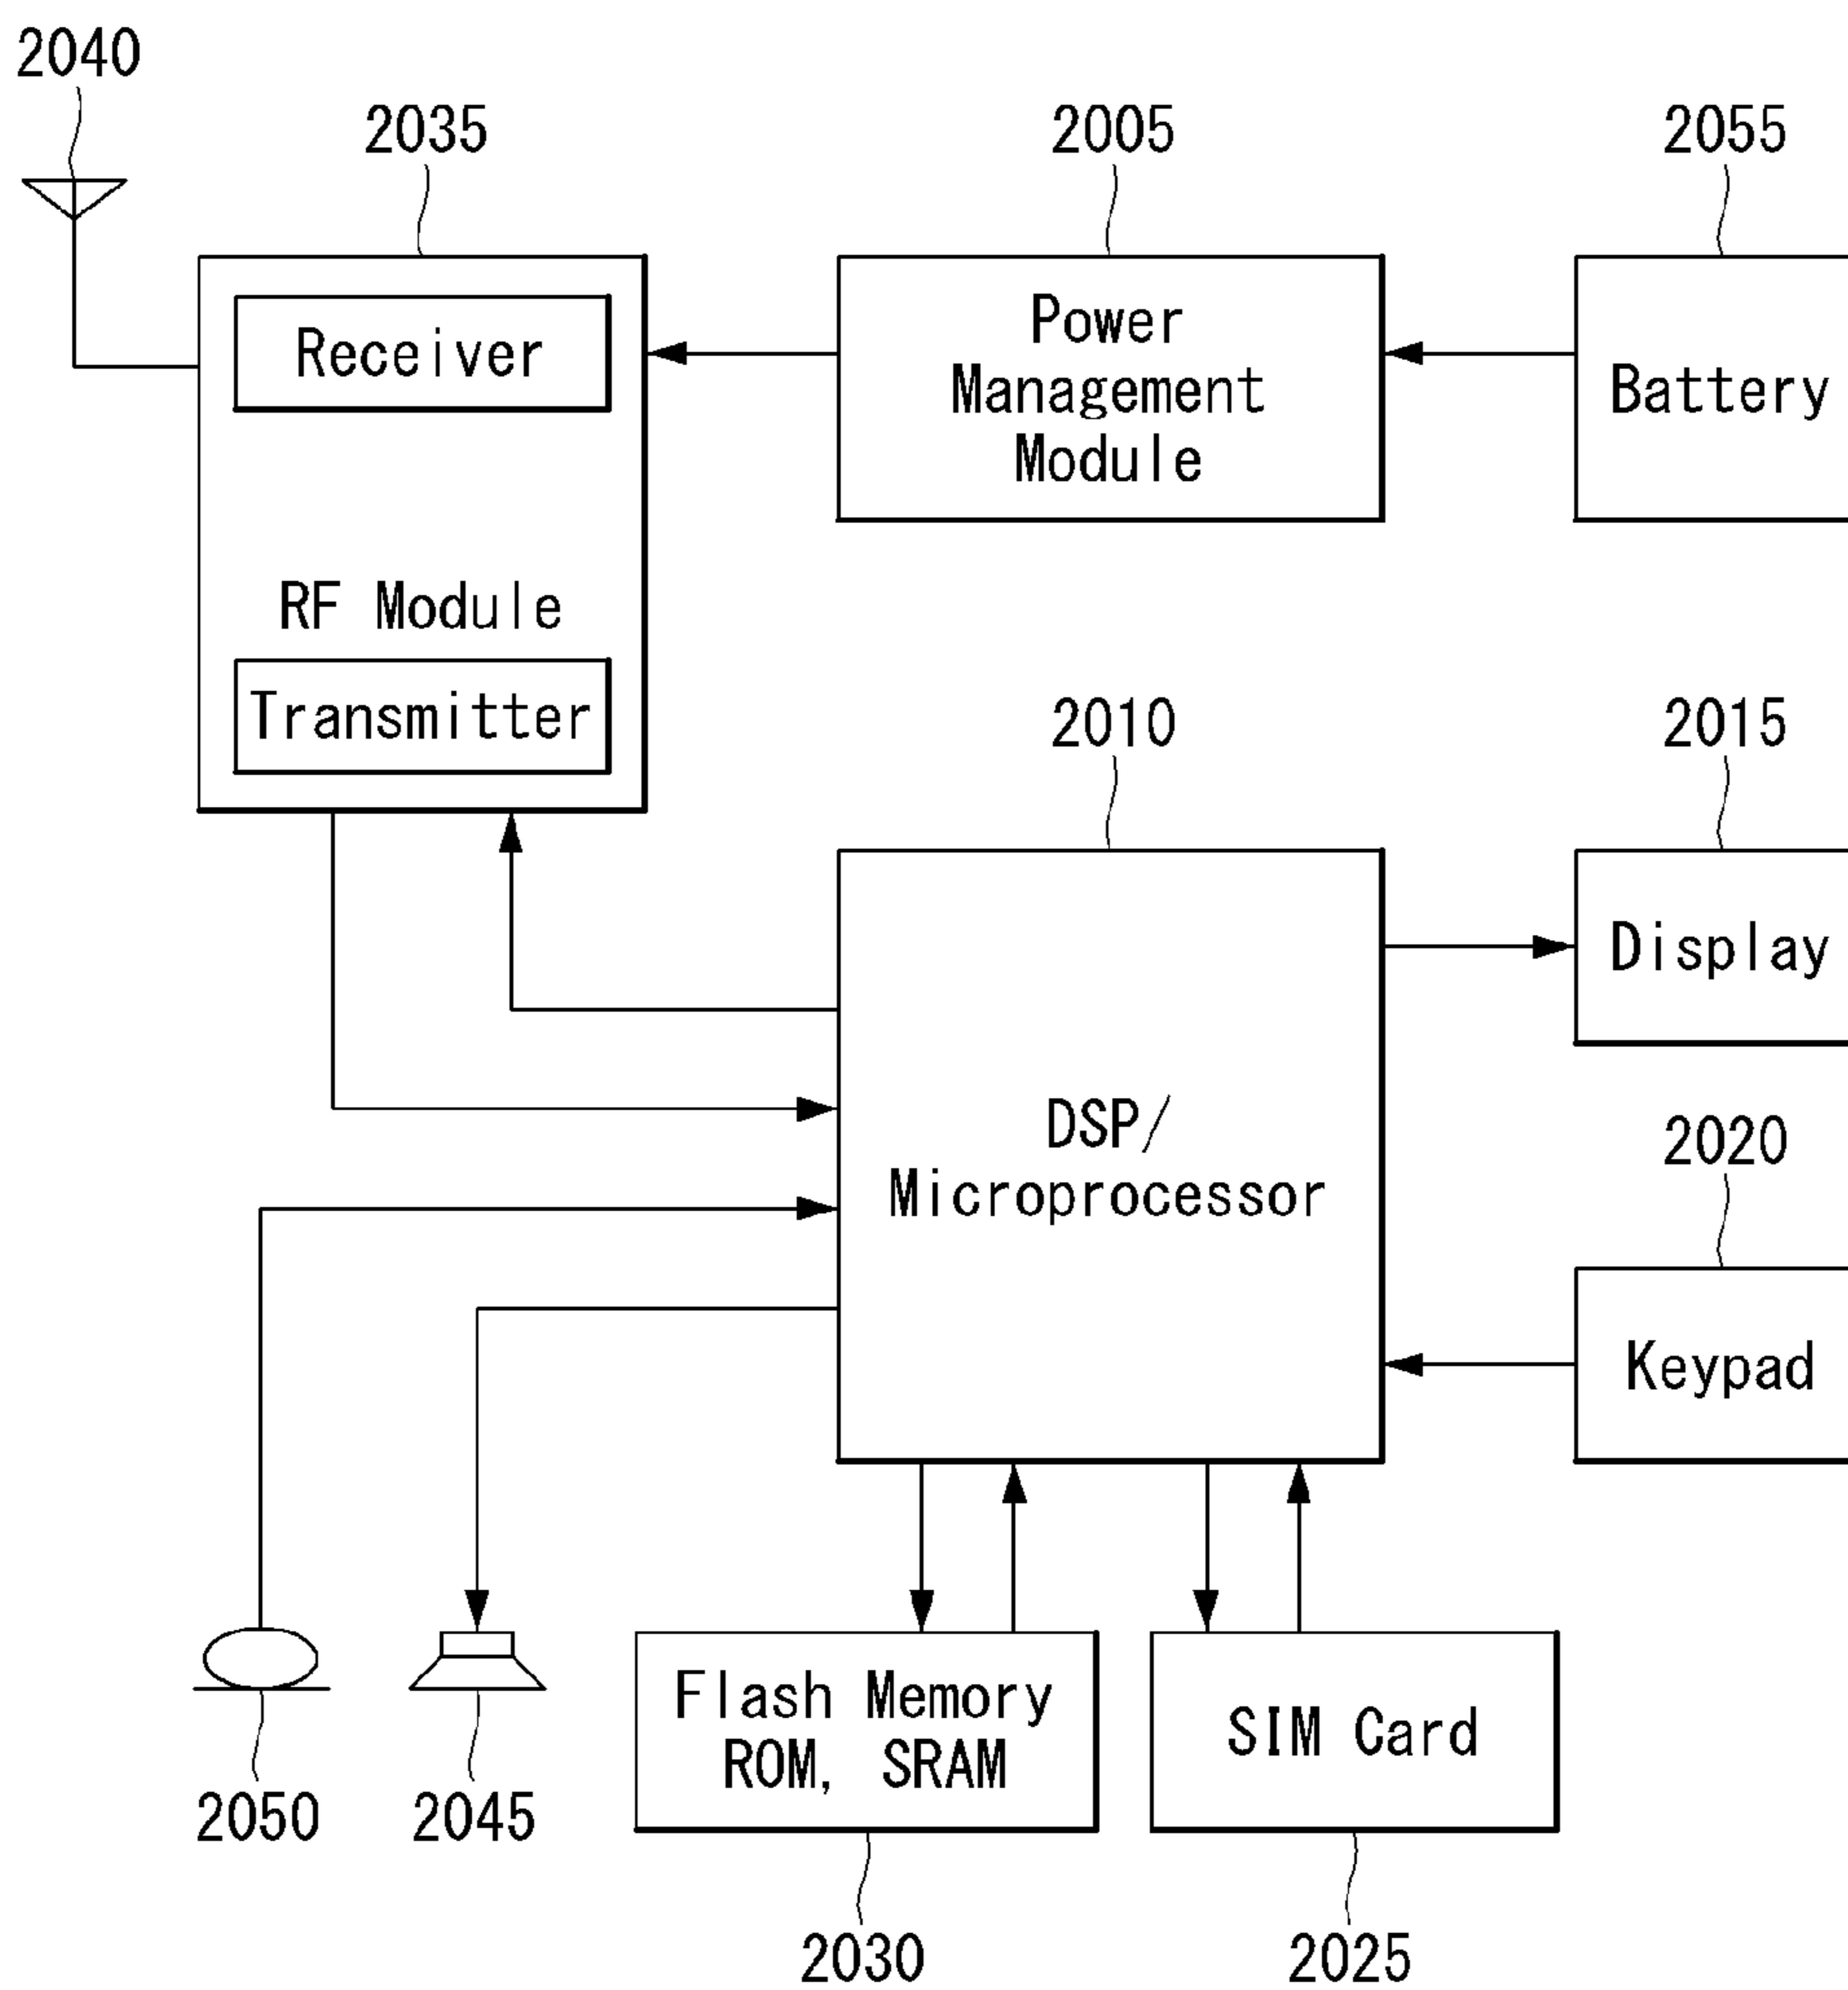 2040
2035
2005
2055
Receiver
RF Module
Transmitter
Power
Management
Module
Battery
2010
2015
DSP/
Microprocessor
Display
2020
Keypad
2050
2045
Flash Memory
ROM, SRAM
SIM Card
2030
2025